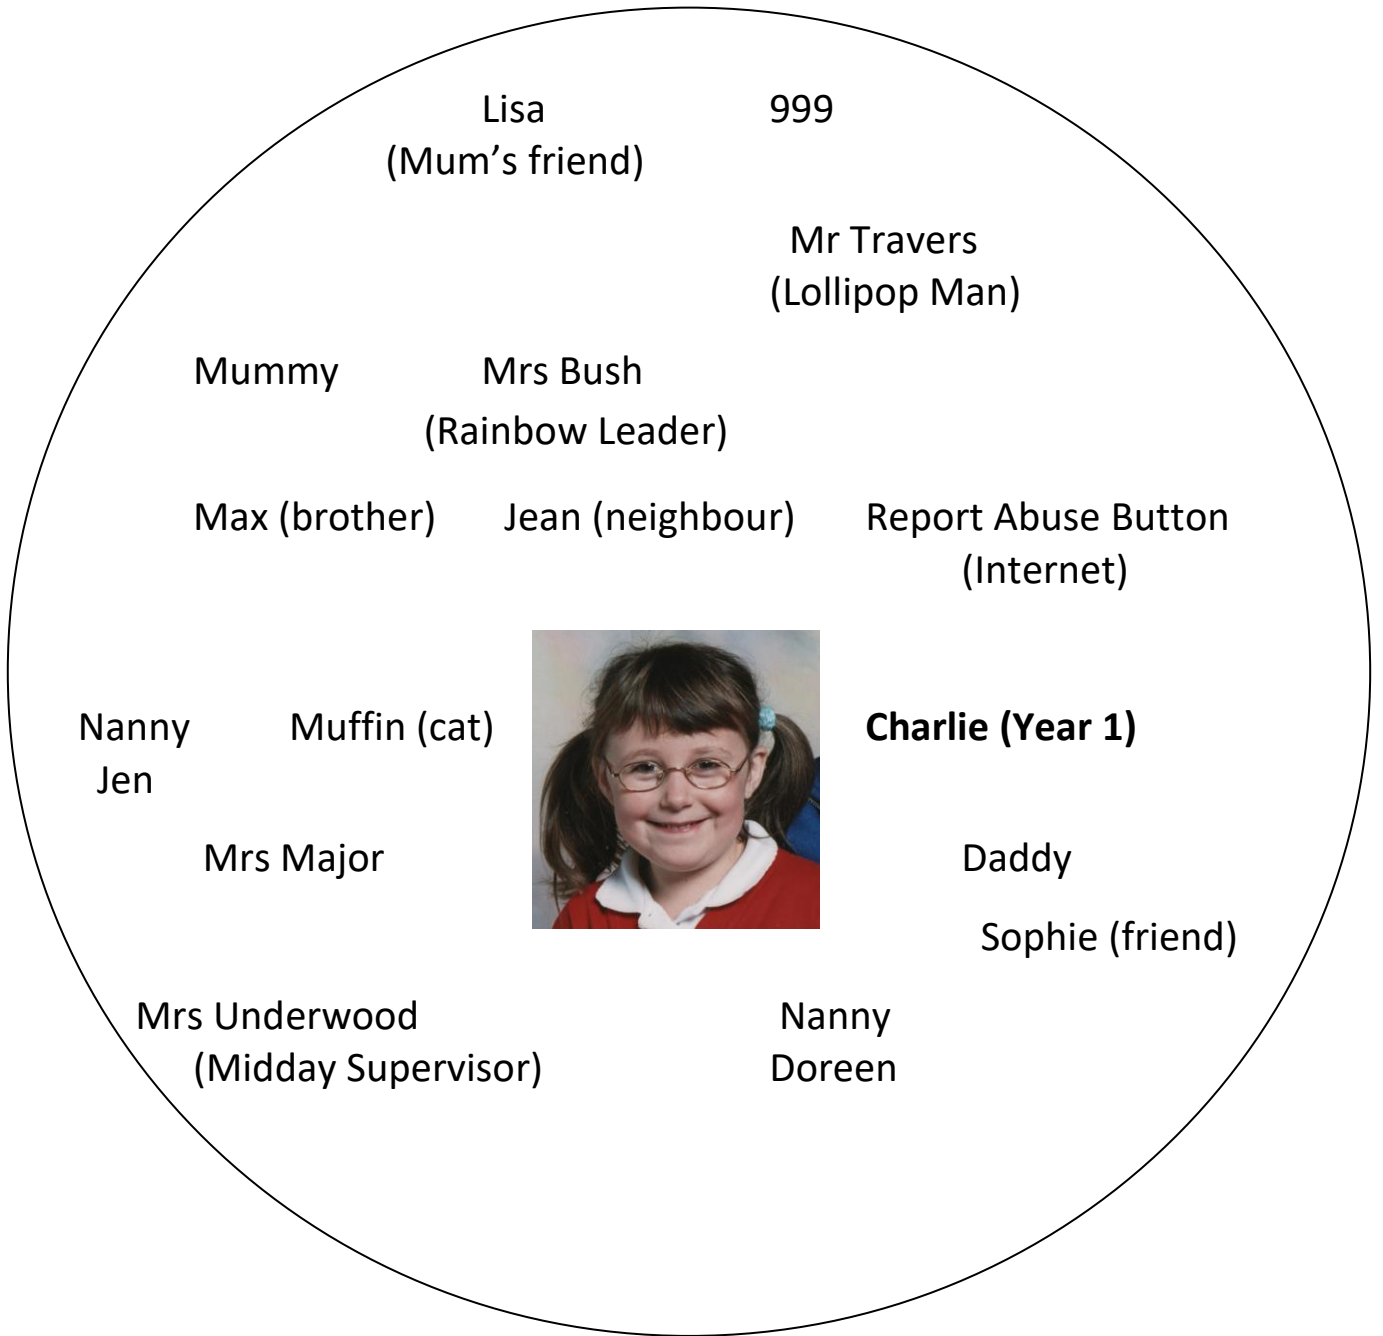 Lisa 999
(Mum’s friend)
Mr Travers
(Lollipop Man)
Mummy Mrs Bush
(Rainbow Leader)
Max (brother) Jean (neighbour) Report Abuse Button
(Internet)
Nanny Muffin (cat) Charlie (Year 1)
Jen
Mrs Major Daddy
Sophie (friend)
Mrs Underwood Nanny
(Midday Supervisor) Doreen